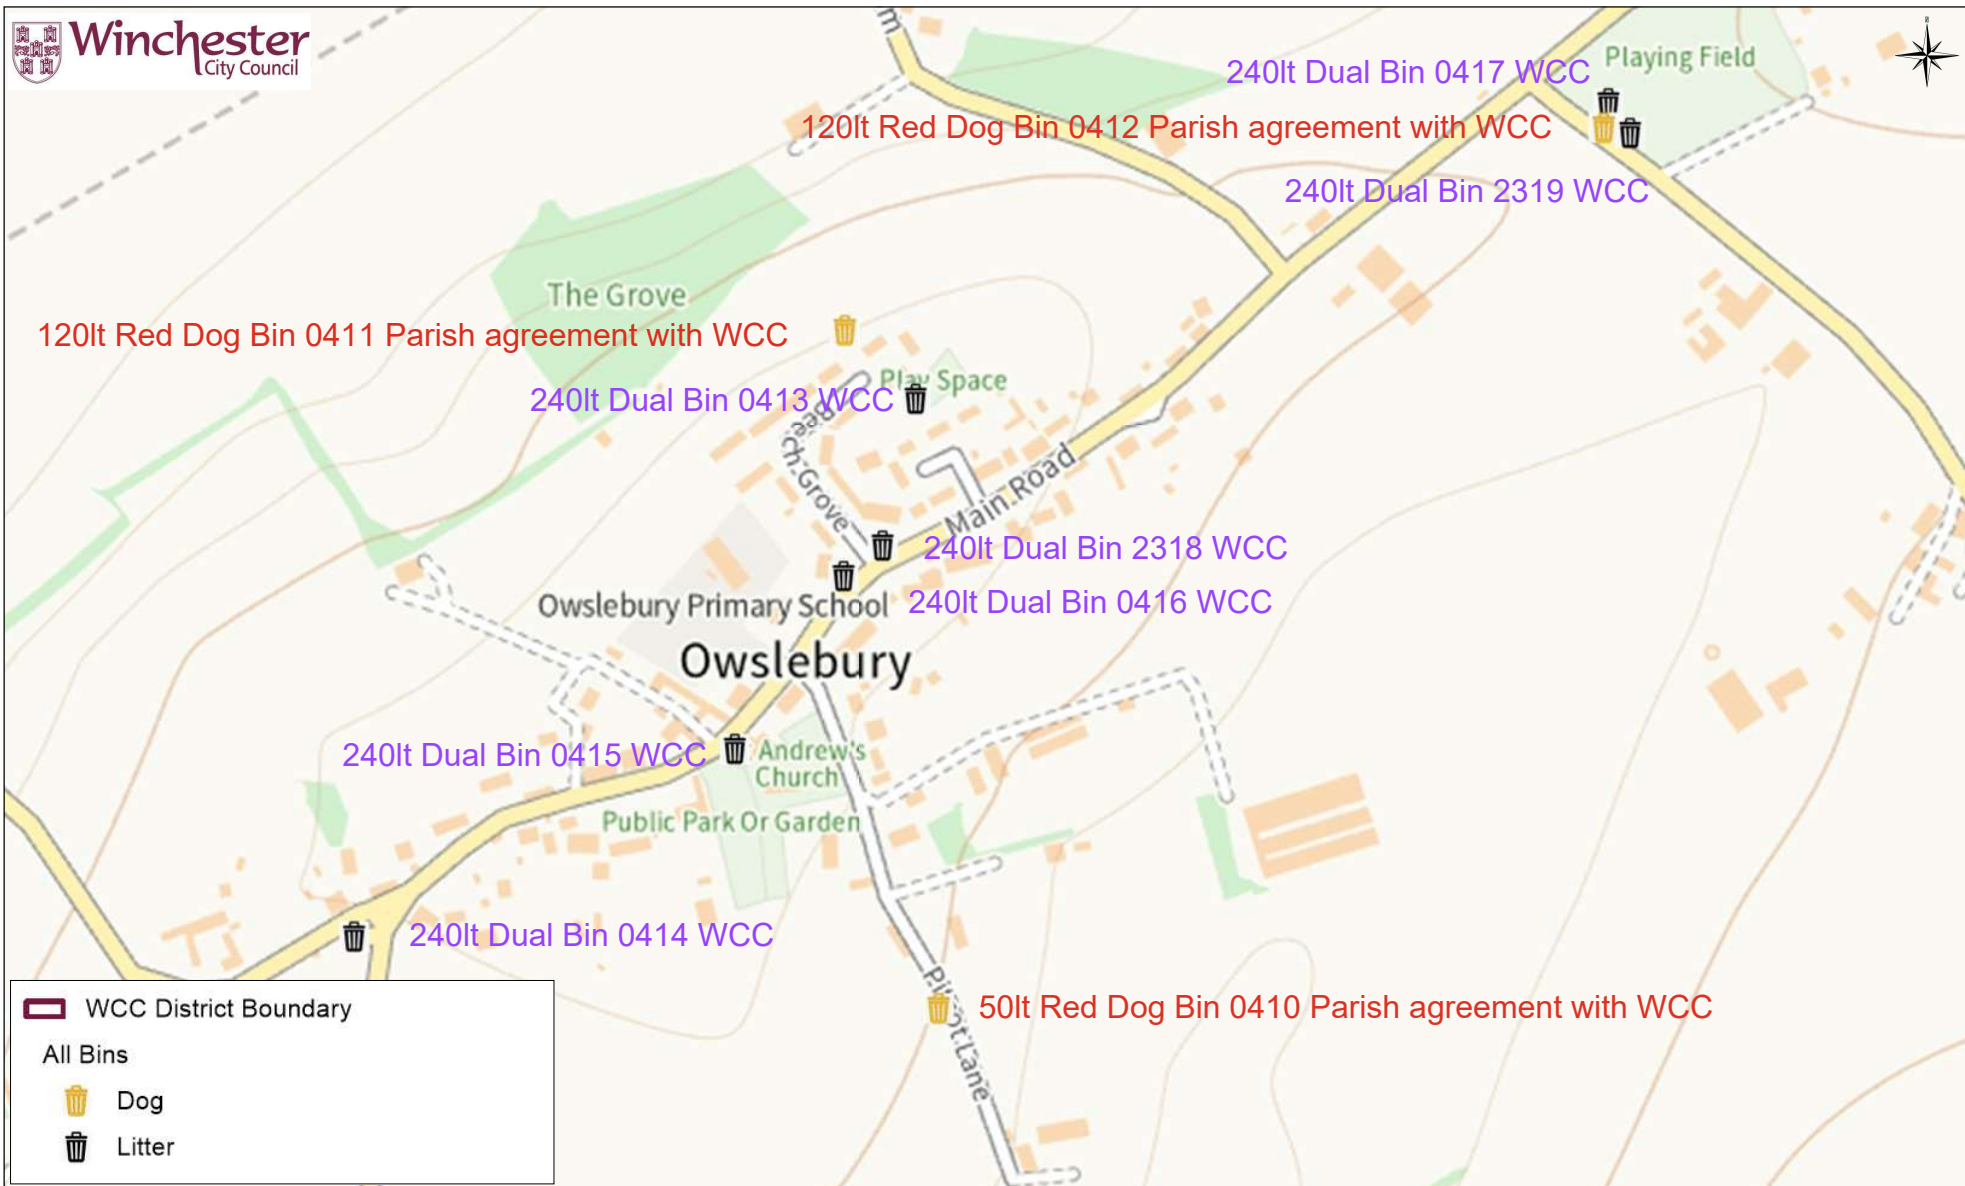 Winchester
City Council
m
N
240lt Dual Bin 0417 WCC
Playing Field
120lt Red Dog Bin 0412 Parish agreement with WCC
240lt Dual Bin 2319 WCC
The Grove
120lt Red Dog Bin 0411 Parish agreement with WCC
Play Space
240lt Dual Bin 0413 WCC
Beech Grove
Main Road
240lt Dual Bin 2318 WCC
Owslebury Primary School
240lt Dual Bin 0416 WCC
Owslebury
240lt Dual Bin 0415 WCC
Andrew's
Church
Public Park Or Garden
240lt Dual Bin 0414 WCC
50lt Red Dog Bin 0410 Parish agreement with WCC
Lane
WCC District Boundary
All Bins
Dog
Litter